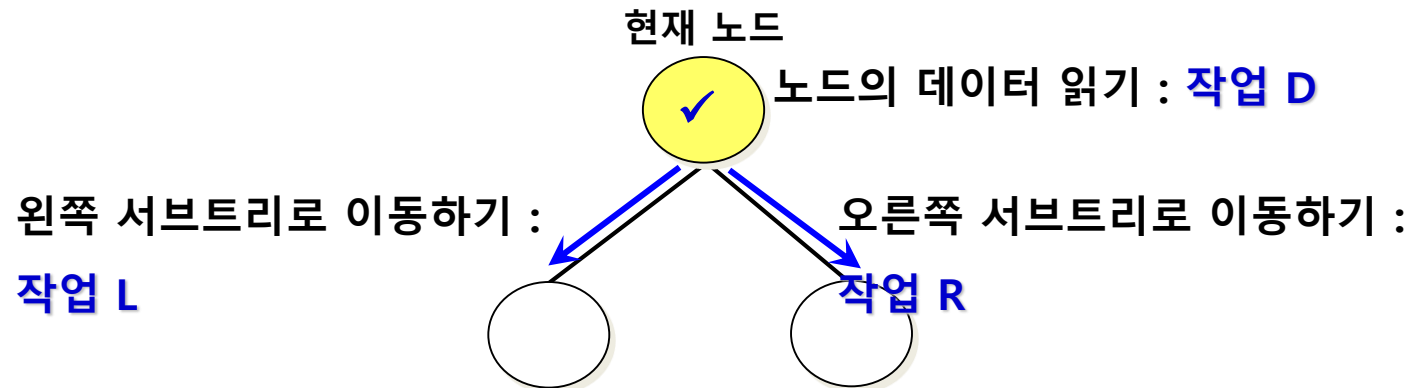 현재 노드
노드의 데이터 읽기 : 작업 D
왼쪽 서브트리로 이동하기 :
작업 L
오른쪽 서브트리로 이동하기 :
작업 R